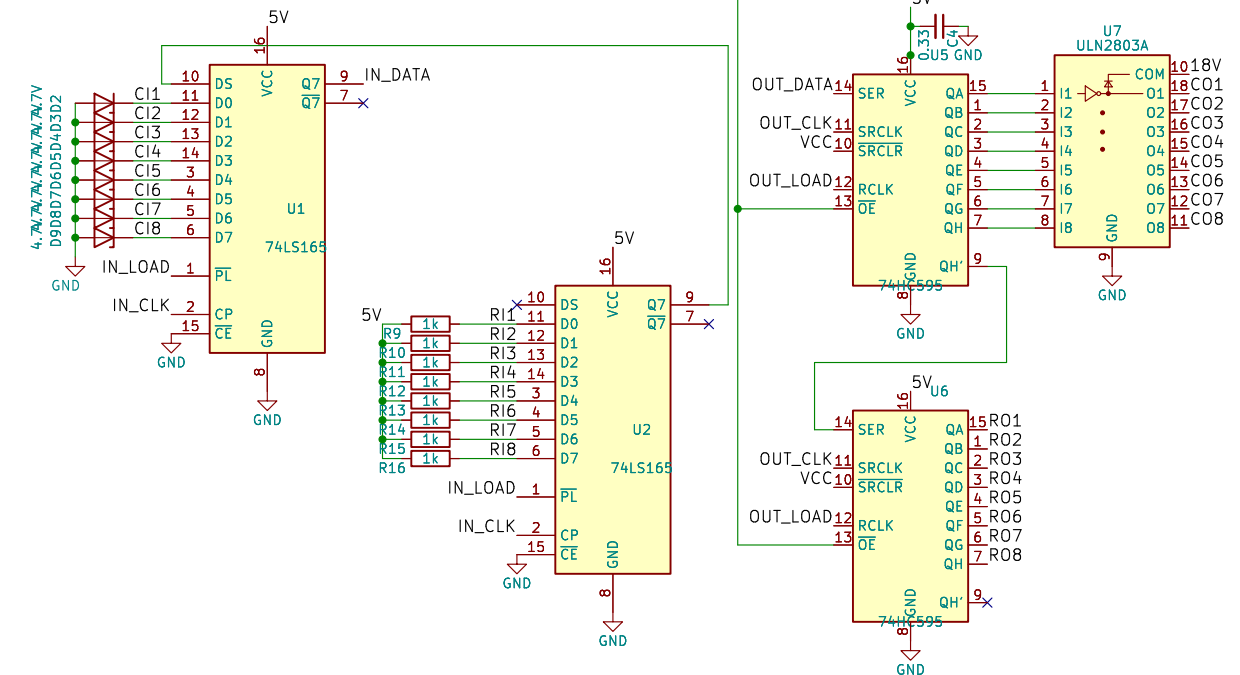 5V
16
VCC
10 DS
Q7 9 IN_DATA
Q7 7
CI1 11 D0
CI2 12 D1
CI3 13 D2
CI4 14 D3
CI5 3 D4
CI6 4 D5
CI7 5 D6
CI8 6 D7
D9D8D7D6D5D4D3D2
GND
U1
74LS165
IN_LOAD 1 PL
IN_CLK 2 CP
15 CE
GND
GND
8
GND
5V
16
VCC
10 DS
Q7 9
Q7 7
5V
1k RI1 11 D0
R9
1k RI2 12 D1
R10
1k RI3 13 D2
R11
1k RI4 14 D3
R12
1k RI5 3 D4
R13
1k RI6 4 D5
R14
1k RI7 5 D6
R15
1k RI8 6 D7
R16
U2
74LS165
IN_LOAD 1 PL
IN_CLK 2 CP
15 CE
GND
GND
8
GND
5V
0.33
C4
GND
U5
16
VCC
OUT_DATA 14 SER
OUT_CLK 11 SRCLK
VCC 10 SRCLR
OUT_LOAD 12 RCLK
13 OE
QA 15
QB 1
QC 2
QD 3
QE 4
QF 5
QG 6
QH 7
QH' 9
GND
74HC595
8
GND
U7
ULN2803A
COM 10 18V
1 I1 O1 18 CO1
2 I2 O2 17 CO2
3 I3 O3 16 CO3
4 I4 O4 15 CO4
5 I5 O5 14 CO5
6 I6 O6 13 CO6
7 I7 O7 12 CO7
8 I8 O8 11 CO8
GND
9
GND
5V
U6
16
VCC
14 SER
OUT_CLK 11 SRCLK
VCC 10 SRCLR
OUT_LOAD 12 RCLK
13 OE
QA 15 RO1
QB 1 RO2
QC 2 RO3
QD 3 RO4
QE 4 RO5
QF 5 RO6
QG 6 RO7
QH 7 RO8
QH' 9
GND
74HC595
8
GND